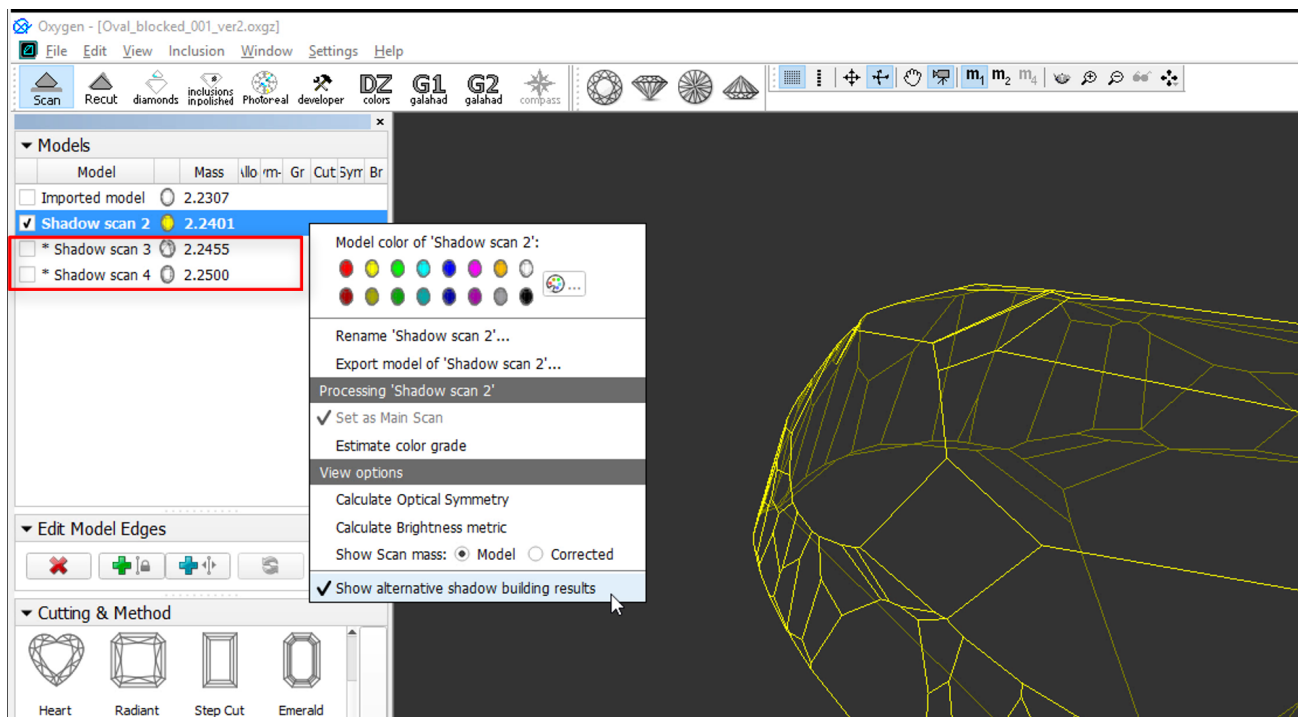 Oxygen - [Oval_blocked_001_ver2.oxgz]
File Edit View Inclusion Window Settings Help
Scan Recut diamonds inclusions inpolished Photoreal developer DZ colors G1 galahad G2 galahad compass m1 m2 m4
Models
Model Mass Gr Cut Sym Br
Imported model 2.2307
Shadow scan 2 2.2401
* Shadow scan 3 2.2455
* Shadow scan 4 2.2500
Model color of 'Shadow scan 2':
...
Rename 'Shadow scan 2'...
Export model of 'Shadow scan 2'...
Processing 'Shadow scan 2'
Set as Main Scan
Estimate color grade
View options
Calculate Optical Symmetry
Calculate Brightness metric
Show Scan mass: Model Corrected
Show alternative shadow building results
Edit Model Edges
Cutting & Method
Heart Radiant Step Cut Emerald